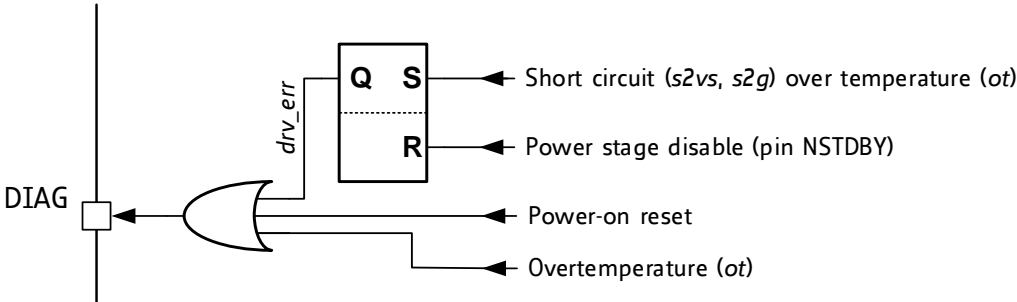 Q S
Short circuit (s2vs, s2g) over temperature (ot)
drv_err
R
Power stage disable (pin NSTDBY)
DIAG
Power-on reset
Overtemperature (ot)